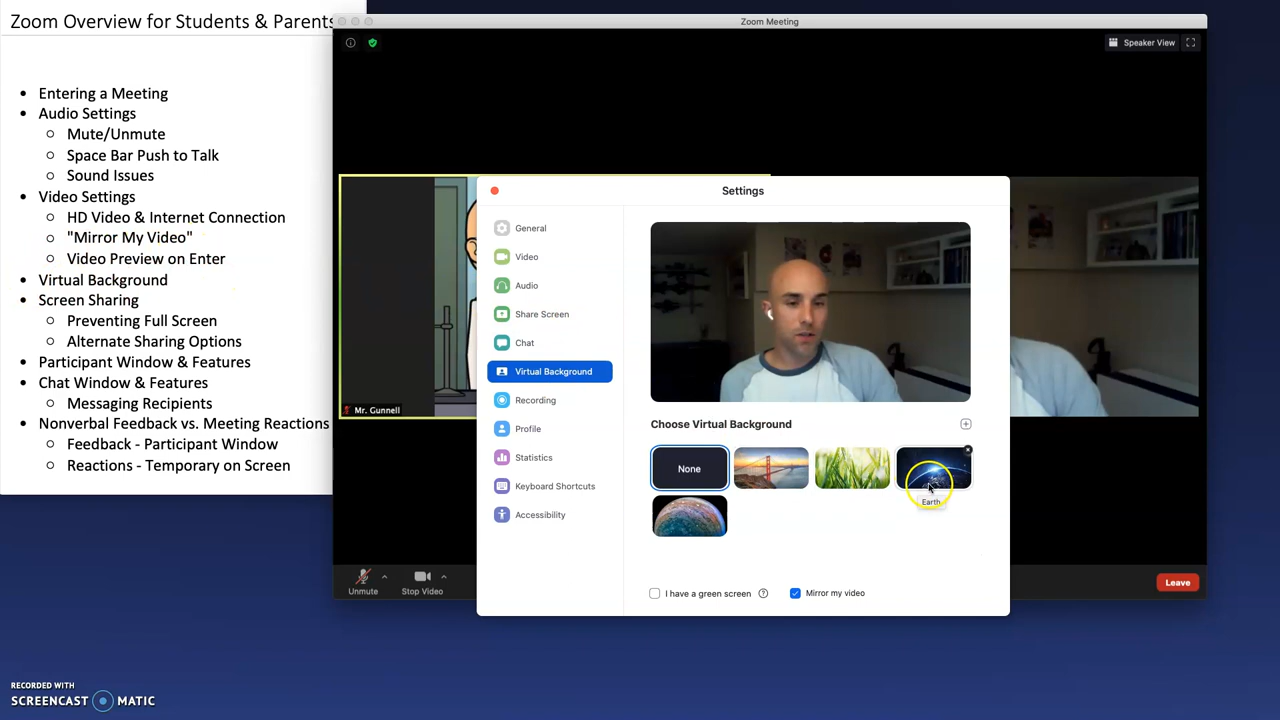 Zoom Overview for Students & Parents
Entering a Meeting
Audio Settings
Mute/Unmute
Space Bar Push to Talk
Sound Issues
Video Settings
HD Video & Internet Connection
"Mirror My Video"
Video Preview on Enter
Virtual Background
Screen Sharing
Preventing Full Screen
Alternate Sharing Options
Participant Window & Features
Chat Window & Features
Messaging Recipients
Nonverbal Feedback vs. Meeting Reactions
Feedback - Participant Window
Reactions - Temporary on Screen
Zoom Meeting
Speaker View
Mr. Gunnell
Settings
General
Video
Audio
Share Screen
Chat
Virtual Background
Recording
Profile
Statistics
Keyboard Shortcuts
Accessibility
Choose Virtual Background
None
Earth
I have a green screen
Mirror my video
Unmute
Stop Video
Leave
RECORDED WITH
SCREENCAST MATIC